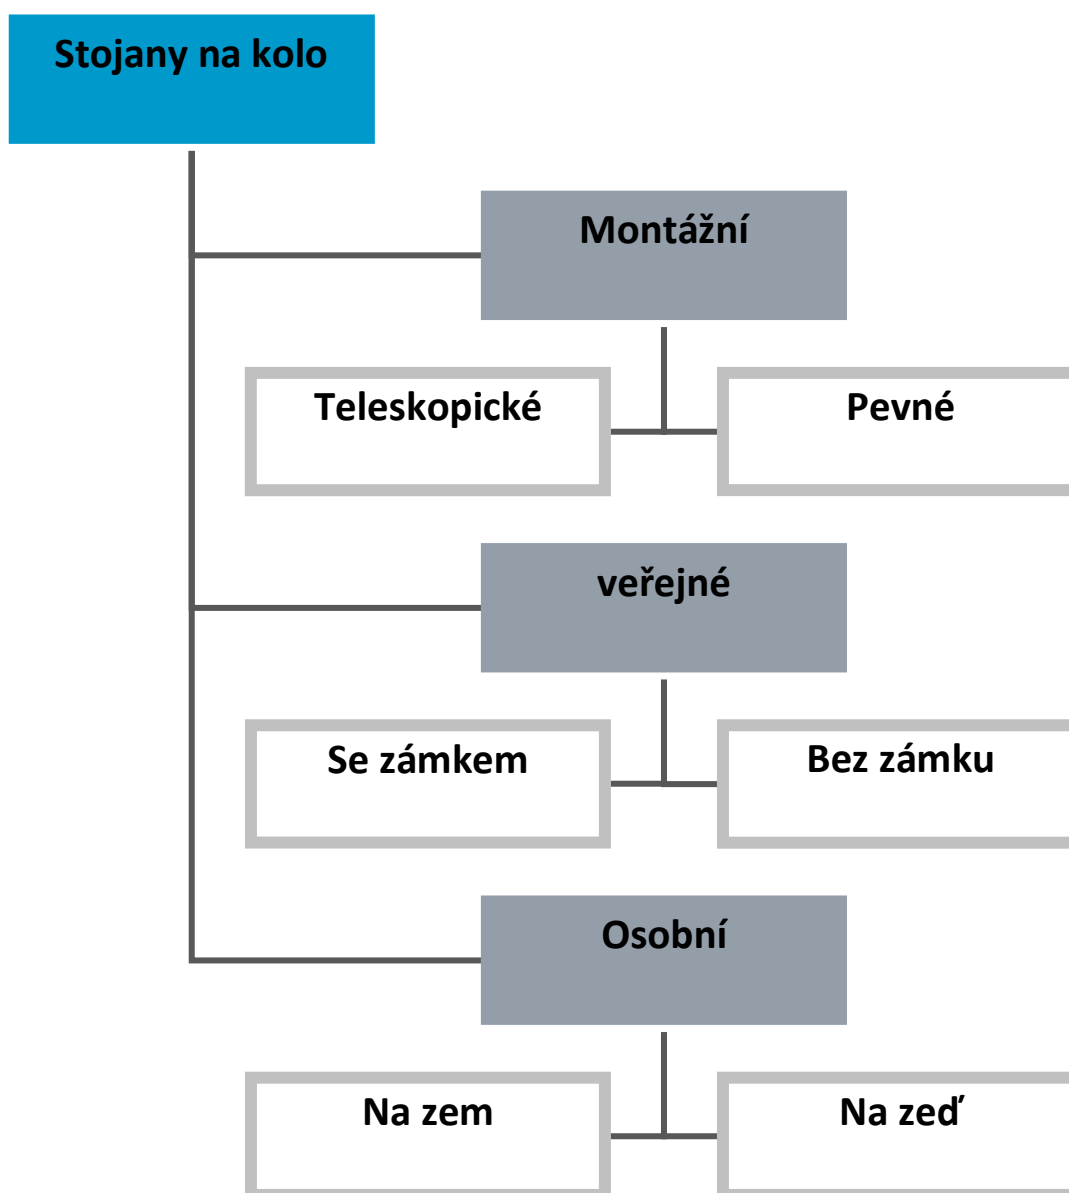 Stojany na kolo
Montážní
Teleskopické
Pevné
veřejné
Se zámkem
Bez zámku
Osobní
Na zem
Na zeď